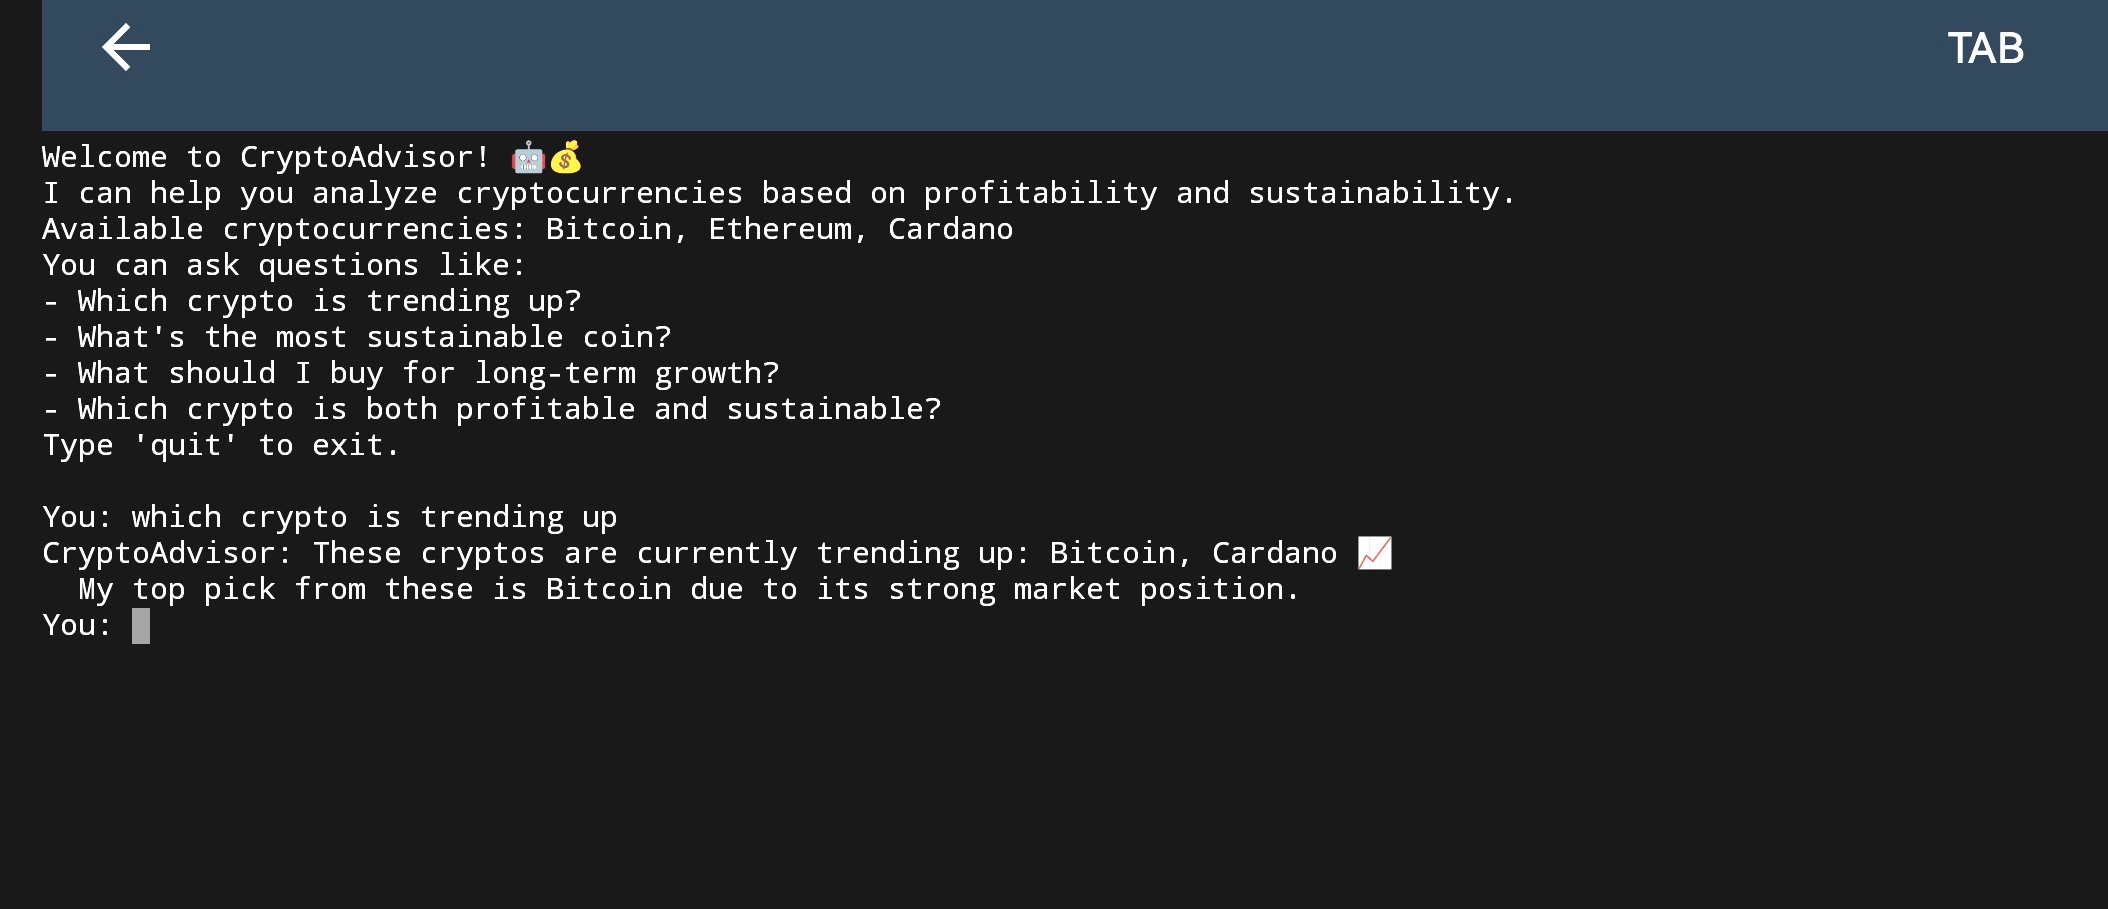 TAB
Welcome to CryptoAdvisor! 🤖💰
I can help you analyze cryptocurrencies based on profitability and sustainability.
Available cryptocurrencies: Bitcoin, Ethereum, Cardano
You can ask questions like:
- Which crypto is trending up?
- What's the most sustainable coin?
- What should I buy for long-term growth?
- Which crypto is both profitable and sustainable?
Type 'quit' to exit.
You: which crypto is trending up
CryptoAdvisor: These cryptos are currently trending up: Bitcoin, Cardano 📈
My top pick from these is Bitcoin due to its strong market position.
You: